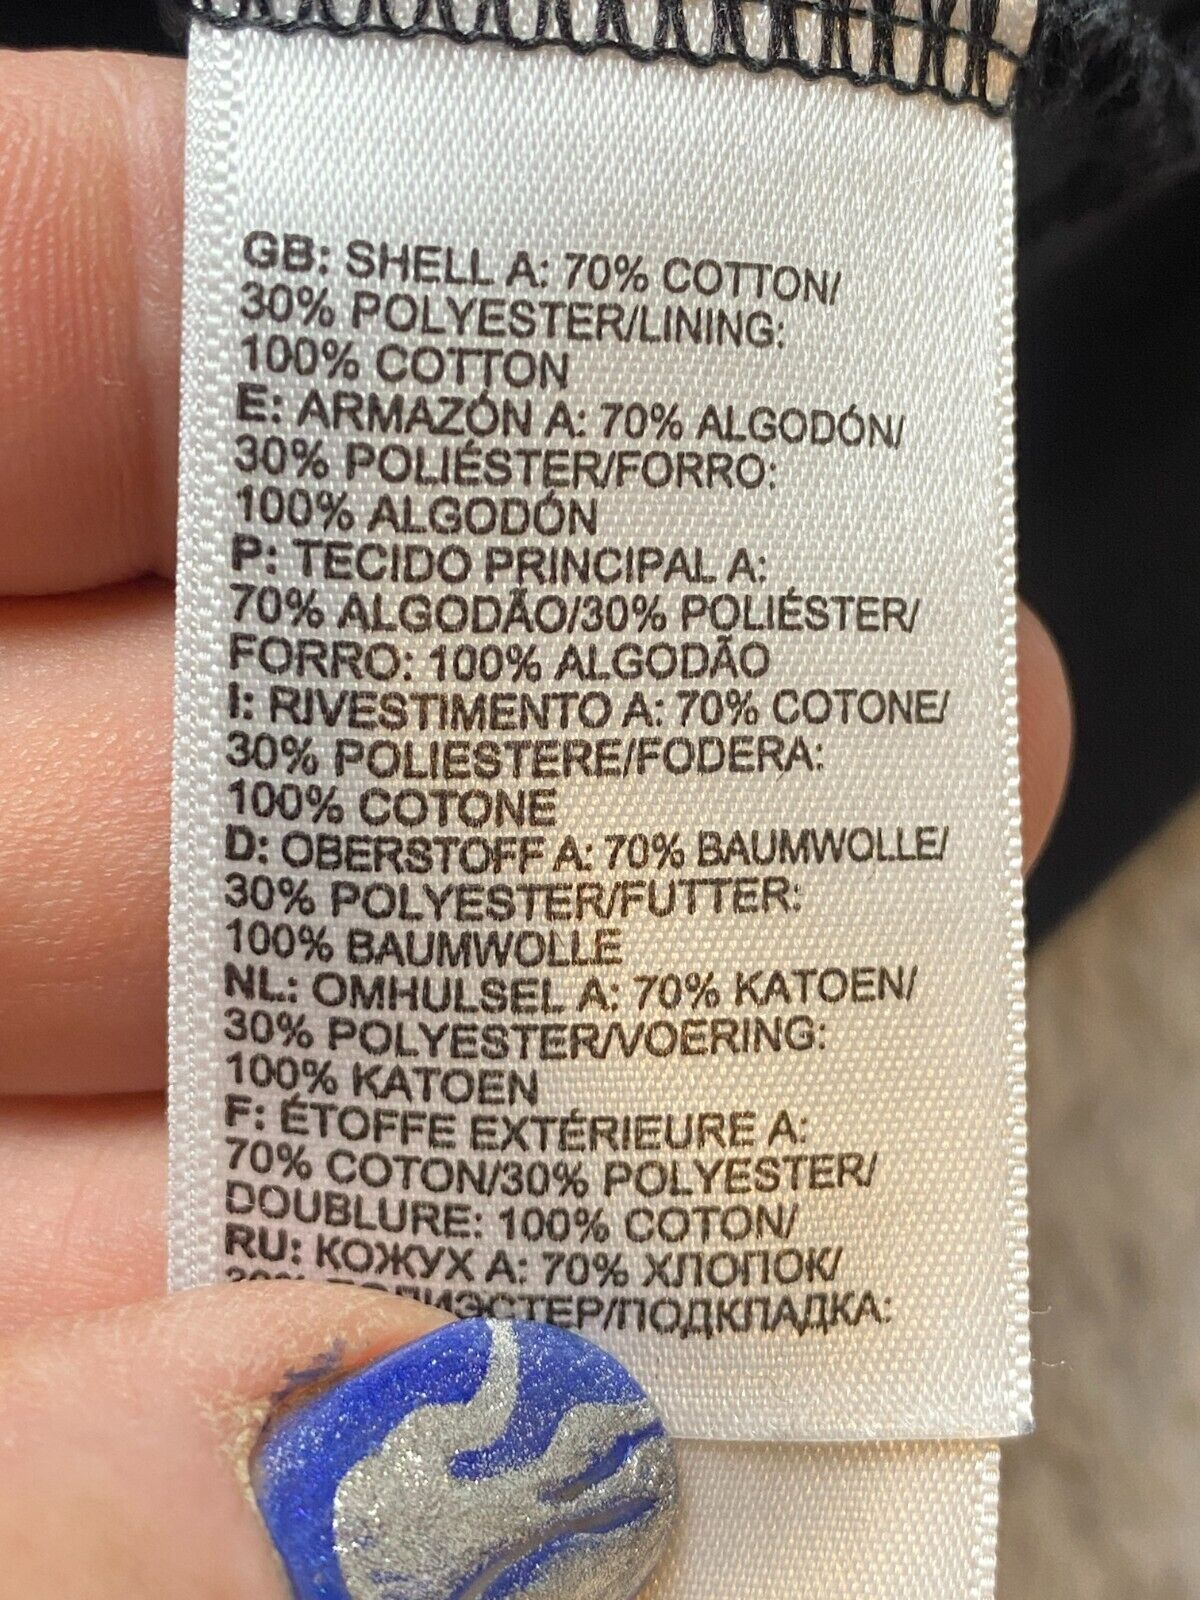 GB: SHELL A: 70% COTTON/
30% POLYESTER/LINING:
100% COTTON
E: ARMAZÓN A: 70% ALGODÓN/
30% POLIÉSTER/FORRO:
100% ALGODÓN
P: TECIDO PRINCIPAL A:
70% ALGODÃO/30% POLIÉSTER/
FORRO: 100% ALGODÃO
I: RIVESTIMENTO A: 70% COTONE/
30% POLIESTERE/FODERA:
100% COTONE
D: OBERSTOFF A: 70% BAUMWOLLE/
30% POLYESTER/FUTTER:
100% BAUMWOLLE
NL: OMHULSEL A: 70% KATOEN/
30% POLYESTER/VOERING:
100% KATOEN
F: ÉTOFFE EXTÉRIEURE A:
70% COTON/30% POLYESTER/
DOUBLURE: 100% COTON/
RU: КОЖУХ A: 70% ХЛОПОК/
30% ПОЛИЭСТЕР/ПОДКЛАДКА: